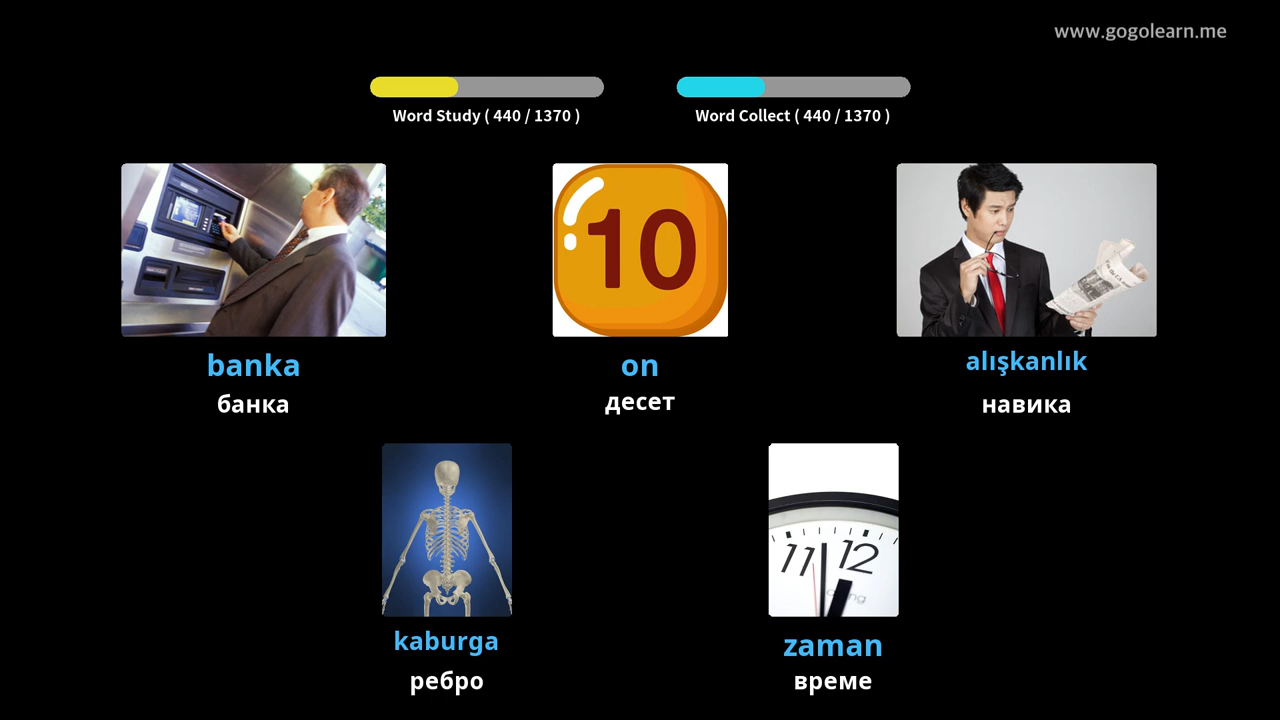 www.gogolearn.me
Word Study ( 440 / 1370 )
Word Collect ( 440 / 1370 )
10
banka
on
alışkanlık
банка
десет
навика
11
12
kaburga
zaman
ребро
време